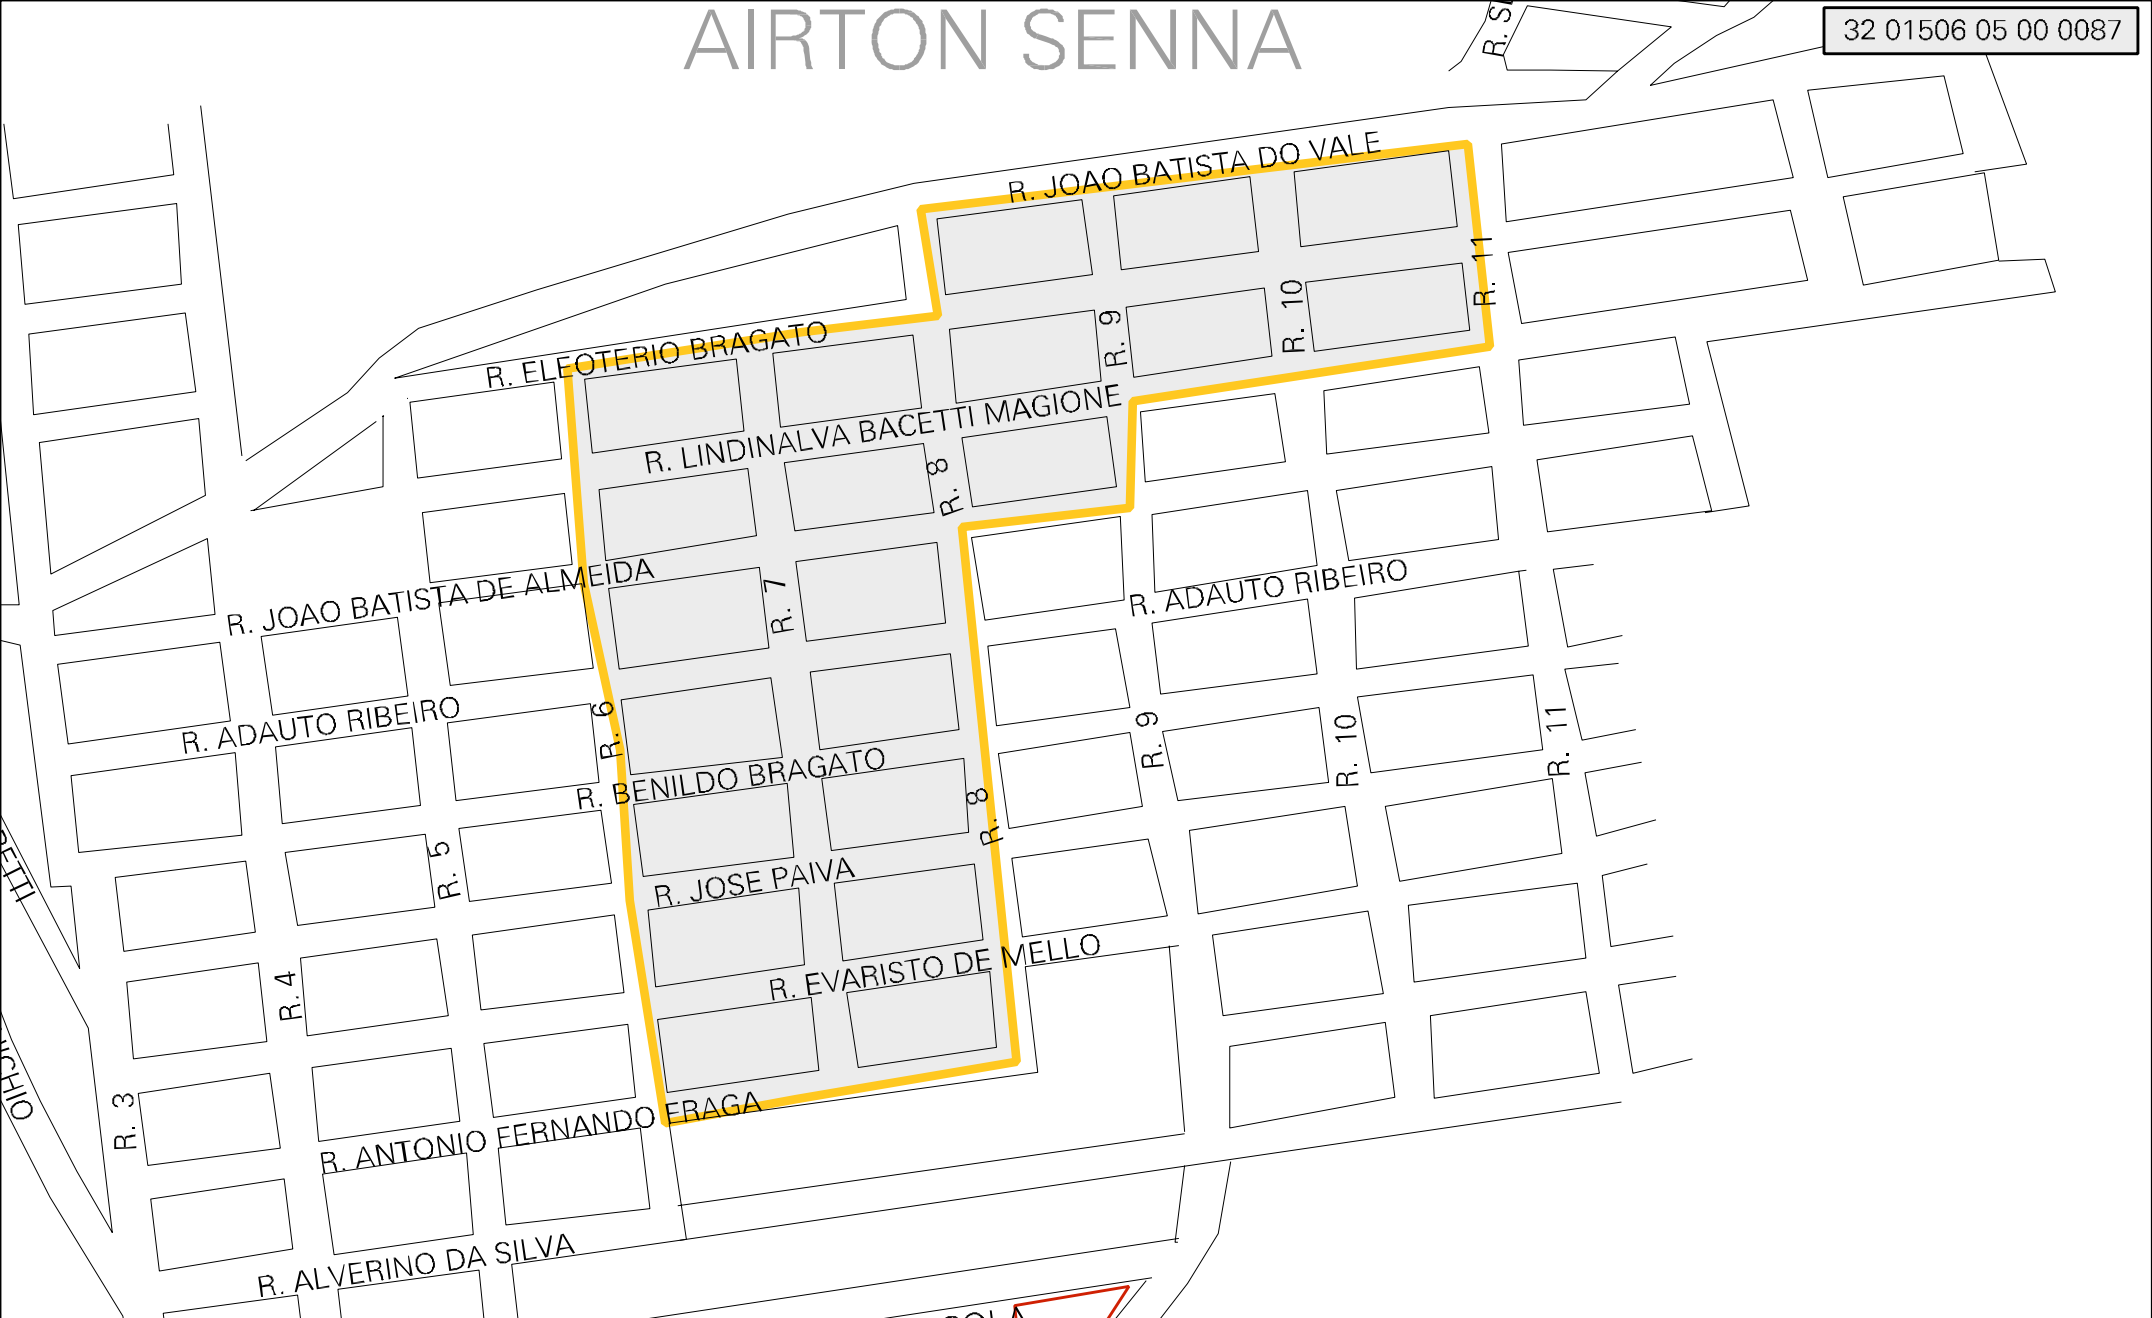 AIRTON SENNA
32 01506 05 00 0087
R. JOAO BATISTA DO VALE
R. 11
R. 10
R. 9
R. ELEOTERIO BRAGATO
R. LINDINALVA BACETTI MAGIONE
R. 8
R. JOAO BATISTA DE ALMEIDA
R. 7
R. ADAUTO RIBEIRO
R. ADAUTO RIBEIRO
R. 6
R. 9
R. 10
R. 11
R. BENILDO BRAGATO
R. 8
R. 5
R. JOSE PAIVA
R. EVARISTO DE MELLO
R. 4
R. 3
R. ANTONIO FERNANDO FRAGA
R. ALVERINO DA SILVA